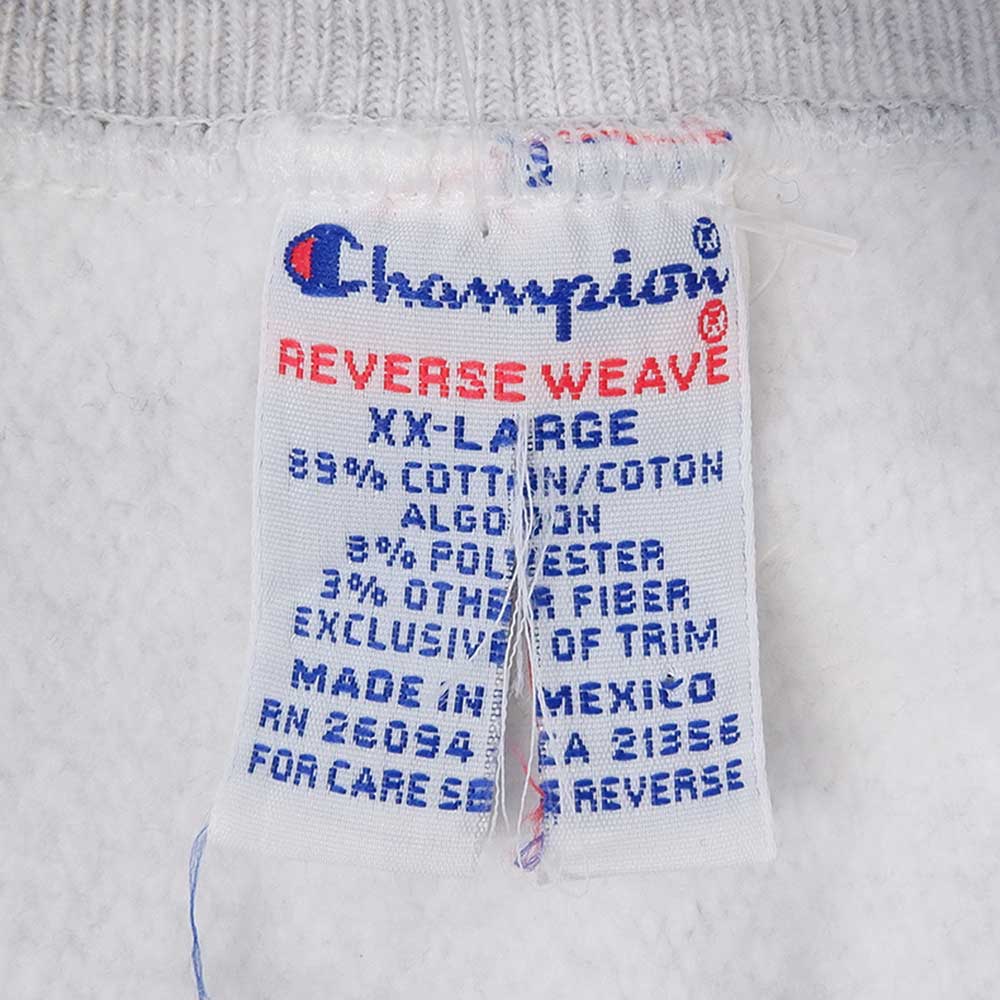 Champion ®
®
REVERSE WEAVE
XX-LARGE
89% COTTON/COTON
ALGODON
8% POLYESTER
3% OTHER FIBER
EXCLUSIVE OF TRIM
MADE IN MEXICO
RN 26094 CA 21356
FOR CARE SEE REVERSE